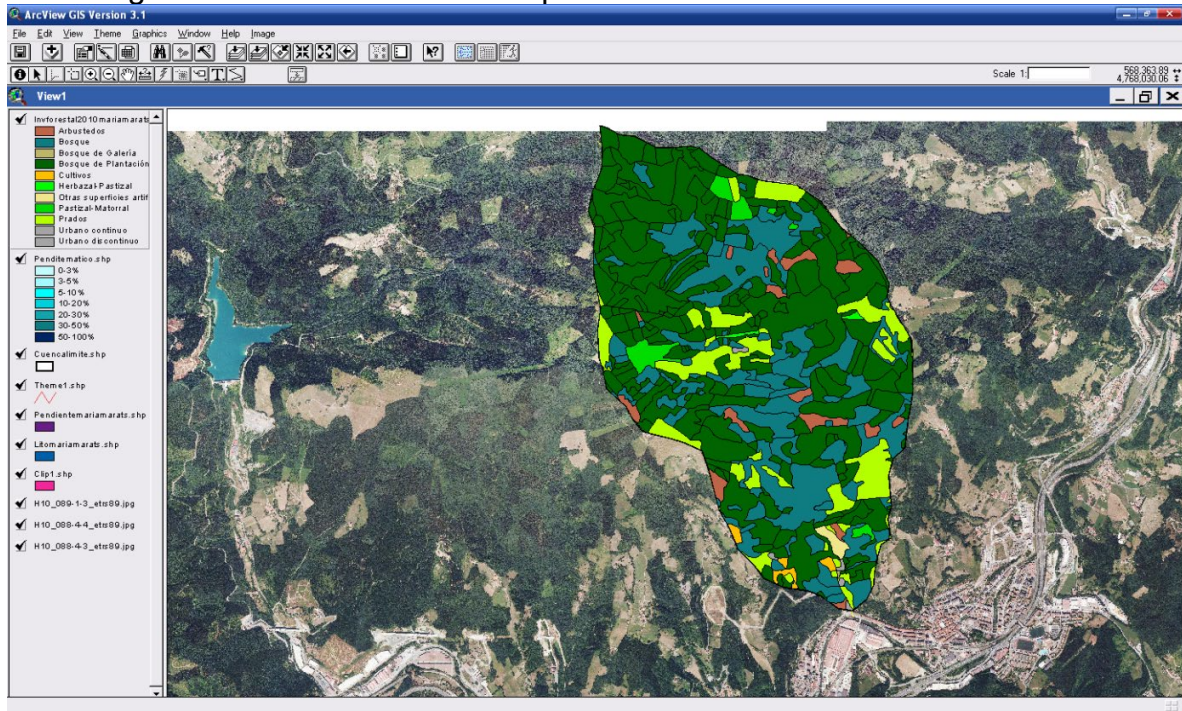 ArcView GIS Version 3.1
File Edit View Theme Graphics Window Help Image
Scale 1:
568,363.89
4,768,030.06
View1
Invforestal2010mariamarats
Arbustedos
Bosque
Bosque de Galería
Bosque de Plantación
Cultivos
Herbazal-Pastizal
Otras superficies artif
Pastizal-Matorral
Prados
Urbano continuo
Urbano discontinuo
Penditematico.shp
0-3%
3-5%
5-10%
10-20%
20-30%
30-50%
50-100%
Cuencalimite.shp
Theme1.shp
Pendientemariamarats.shp
Litomariamarats.shp
Clip1.shp
H10_089-1-3_etrs89.jpg
H10_088-4-4_etrs89.jpg
H10_088-4-3_etrs89.jpg